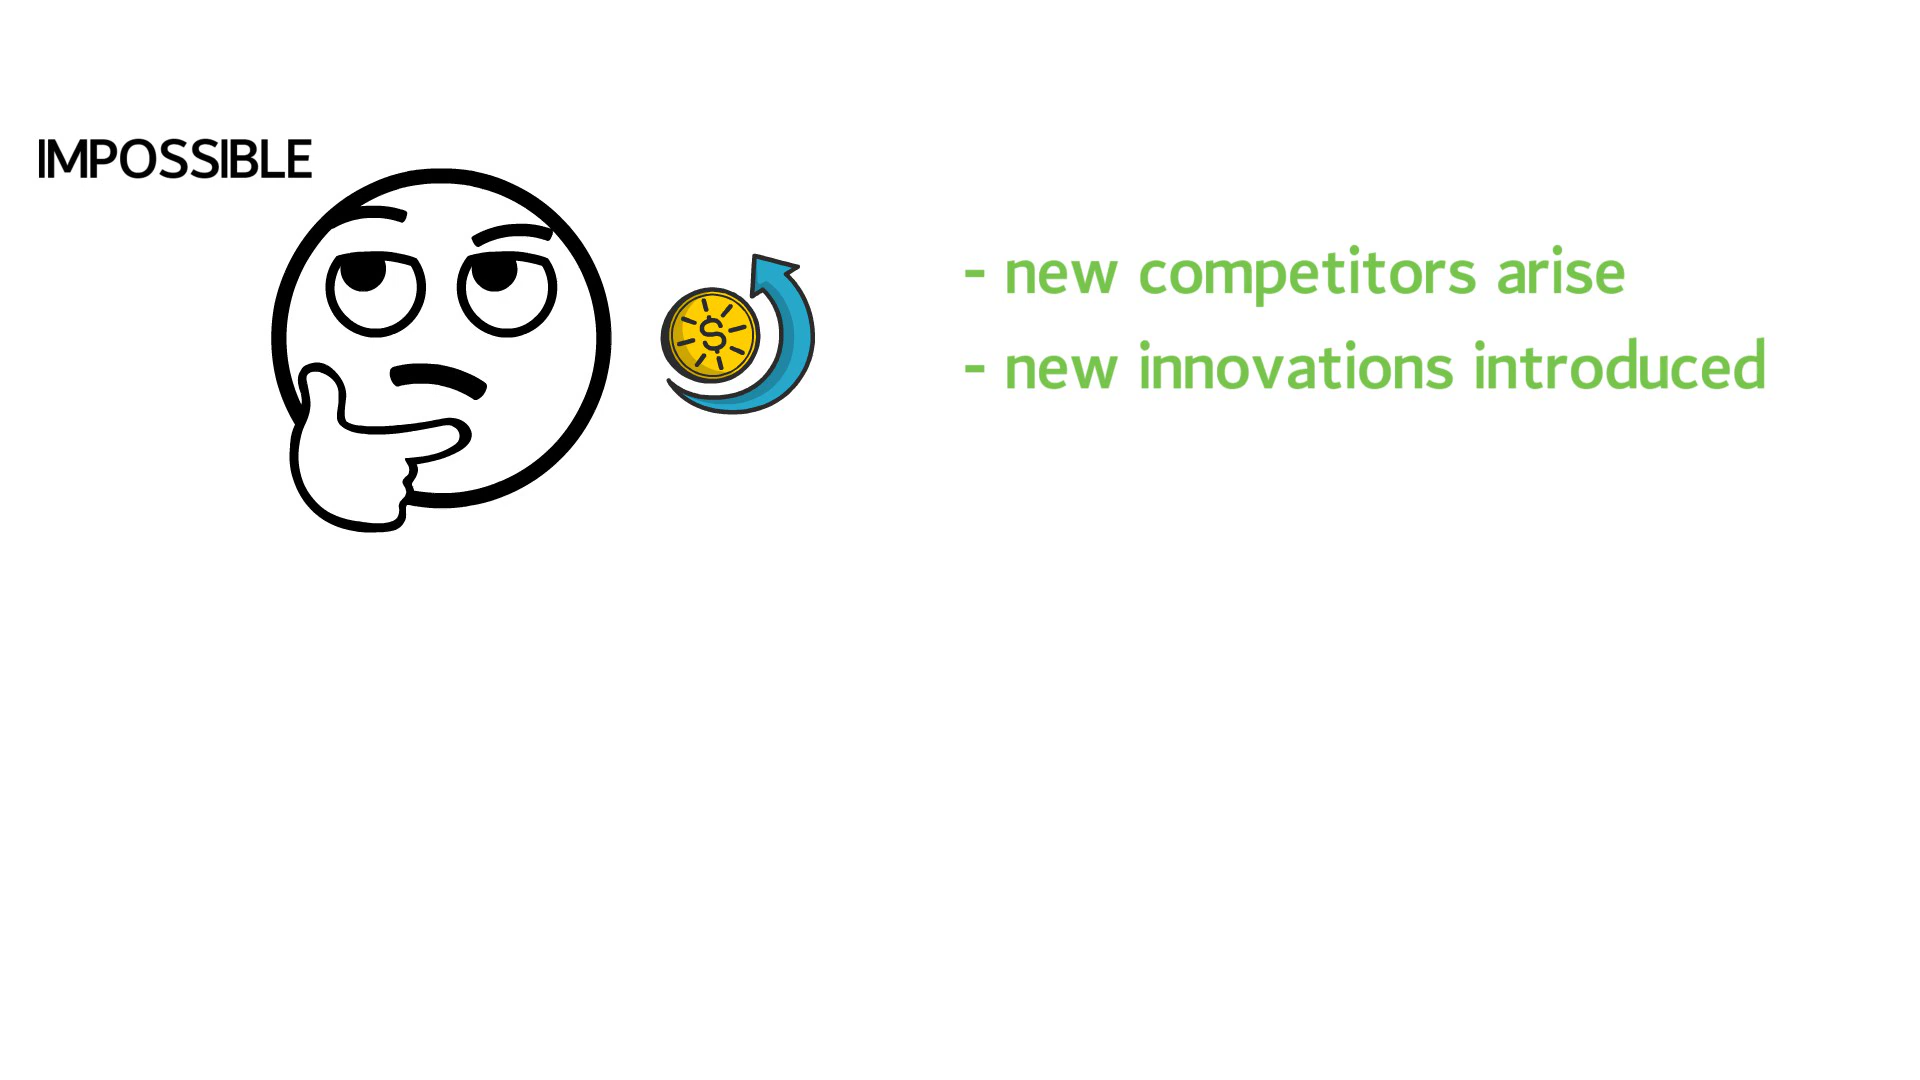 IMPOSSIBLE
$
- new competitors arise
- new innovations introduced